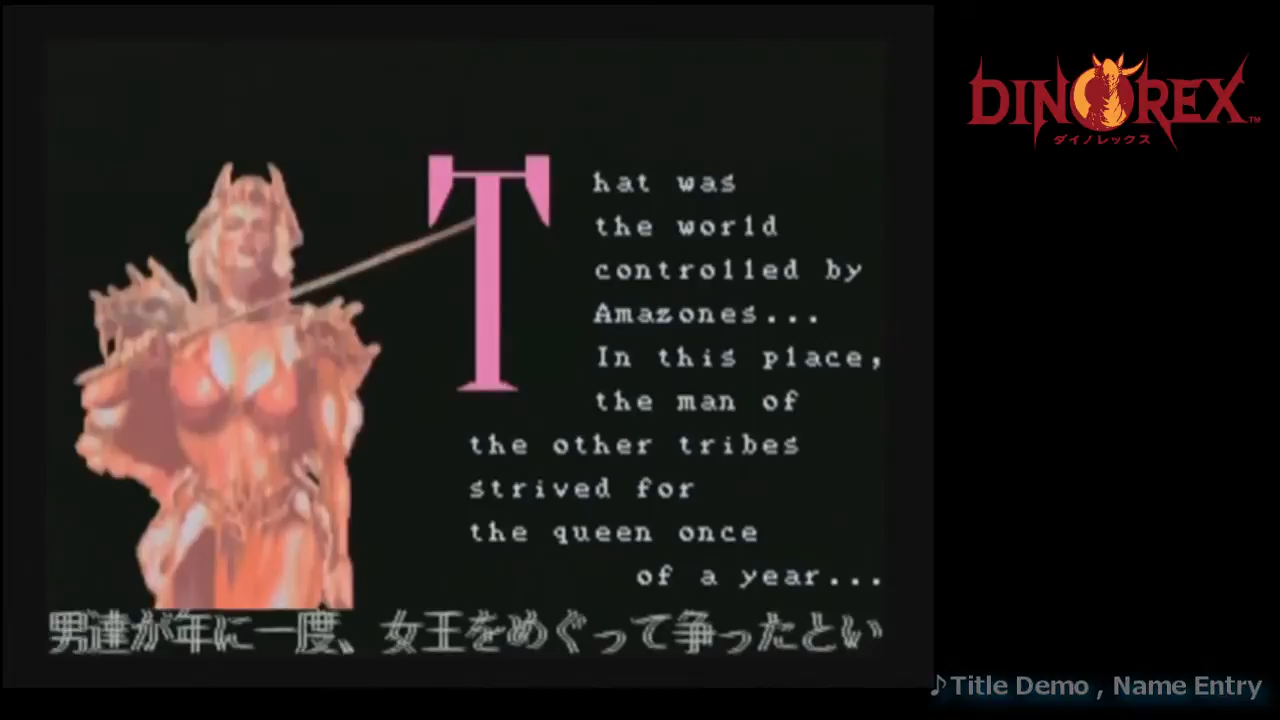 DINOREX™
ダイノレックス
That was
the world
controlled by
Amazones...
In this place,
the man of
the other tribes
strived for
the queen once
of a year...
男達が年に一度、女王をめぐって争ったとい
♪Title Demo , Name Entry